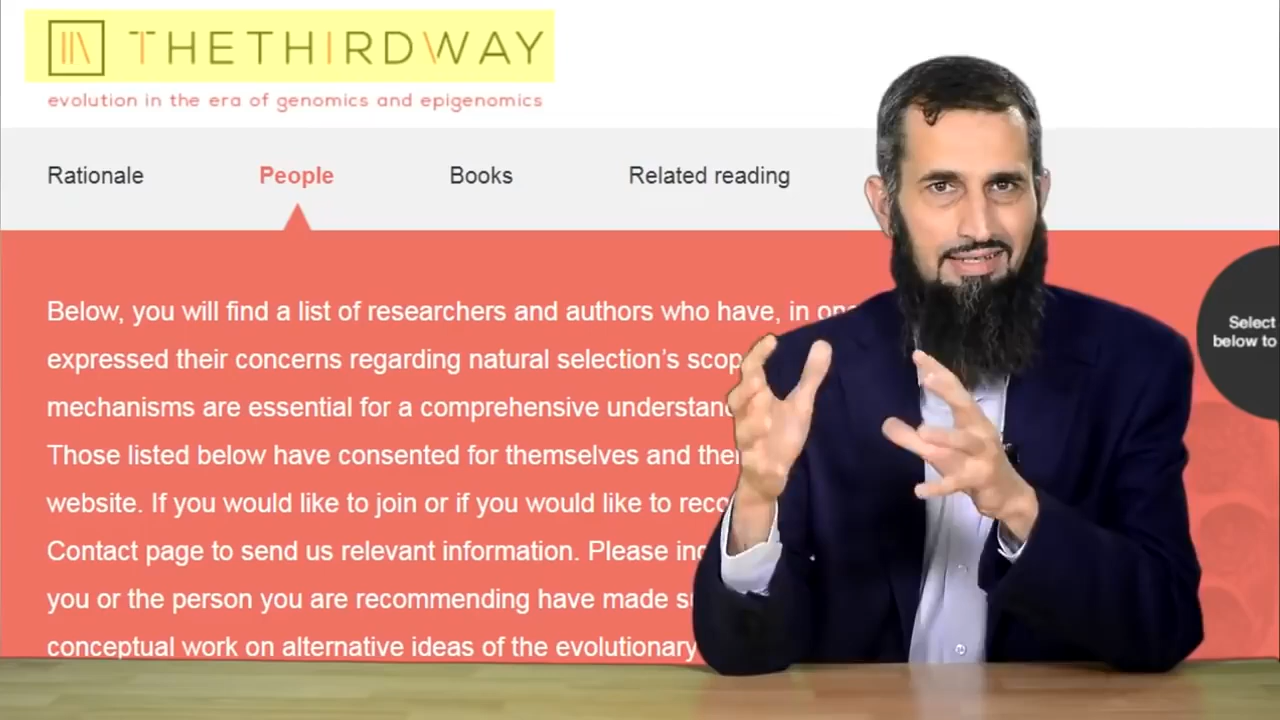 THETHIRDWAY
evolution in the era of genomics and epigenomics
Rationale People Books Related reading
Below, you will find a list of researchers and authors who have, in one
expressed their concerns regarding natural selection’s scop
mechanisms are essential for a comprehensive understand
Those listed below have consented for themselves and thei
website. If you would like to join or if you would like to reco
Contact page to send us relevant information. Please inc
you or the person you are recommending have made su
conceptual work on alternative ideas of the evolutionary
Select
below to